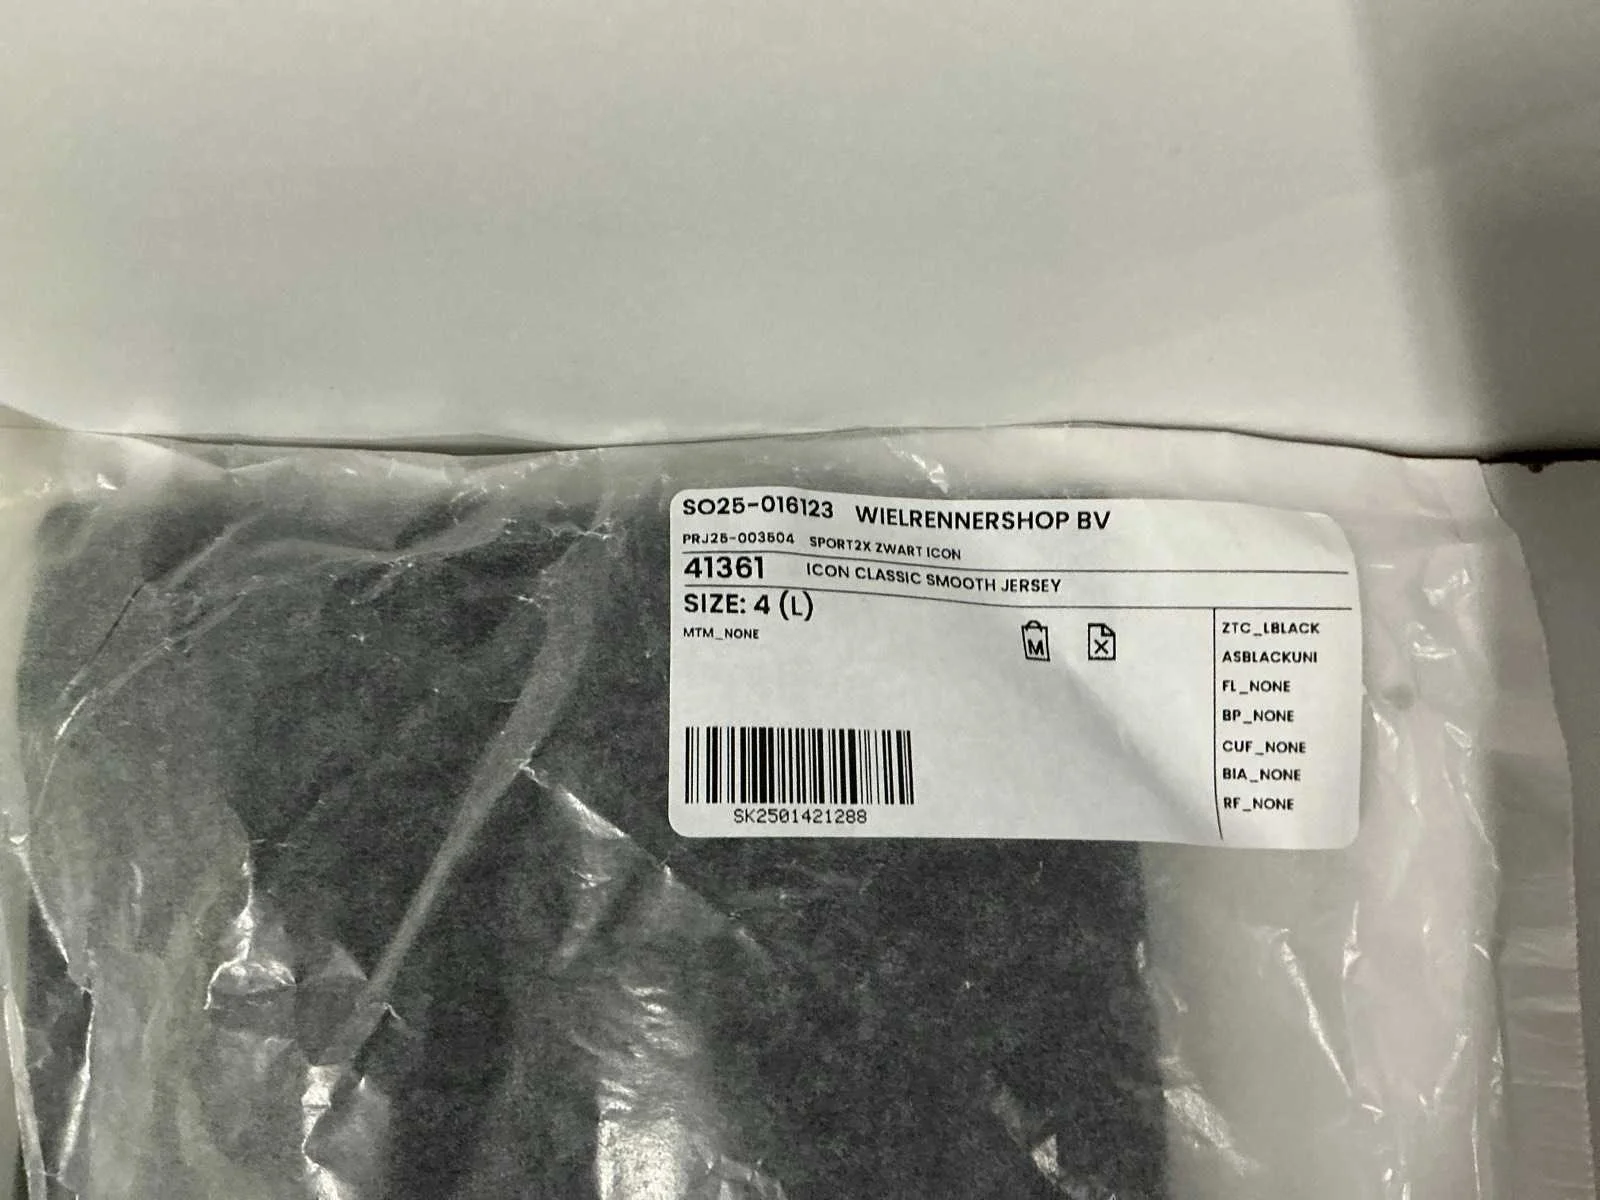 SO25-016123 WIELRENNERSHOP BV
PRJ25-003504 SPORT2X ZWART ICON
41361 ICON CLASSIC SMOOTH JERSEY
SIZE: 4 (L)
MTM_NONE
M
X
ZTC_LBLACK
ASBLACKUNI
FL_NONE
BP_NONE
CUF_NONE
BIA_NONE
RF_NONE
SK2501421288